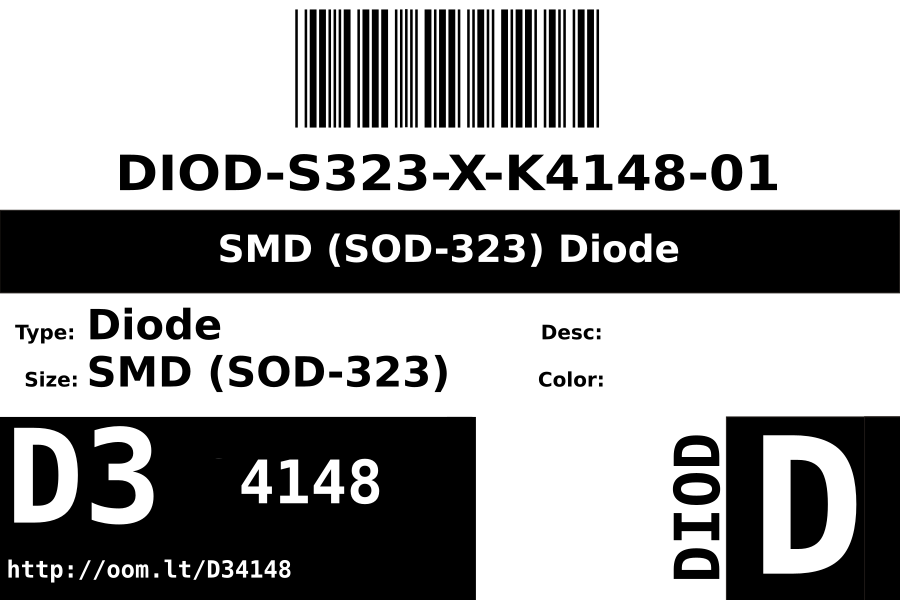 DIOD-S323-X-K4148-01
SMD (SOD-323) Diode
Type: Diode
Desc:
Size: SMD (SOD-323)
Color:
D3
4148
http://oom.lt/D34148
DIOD
D